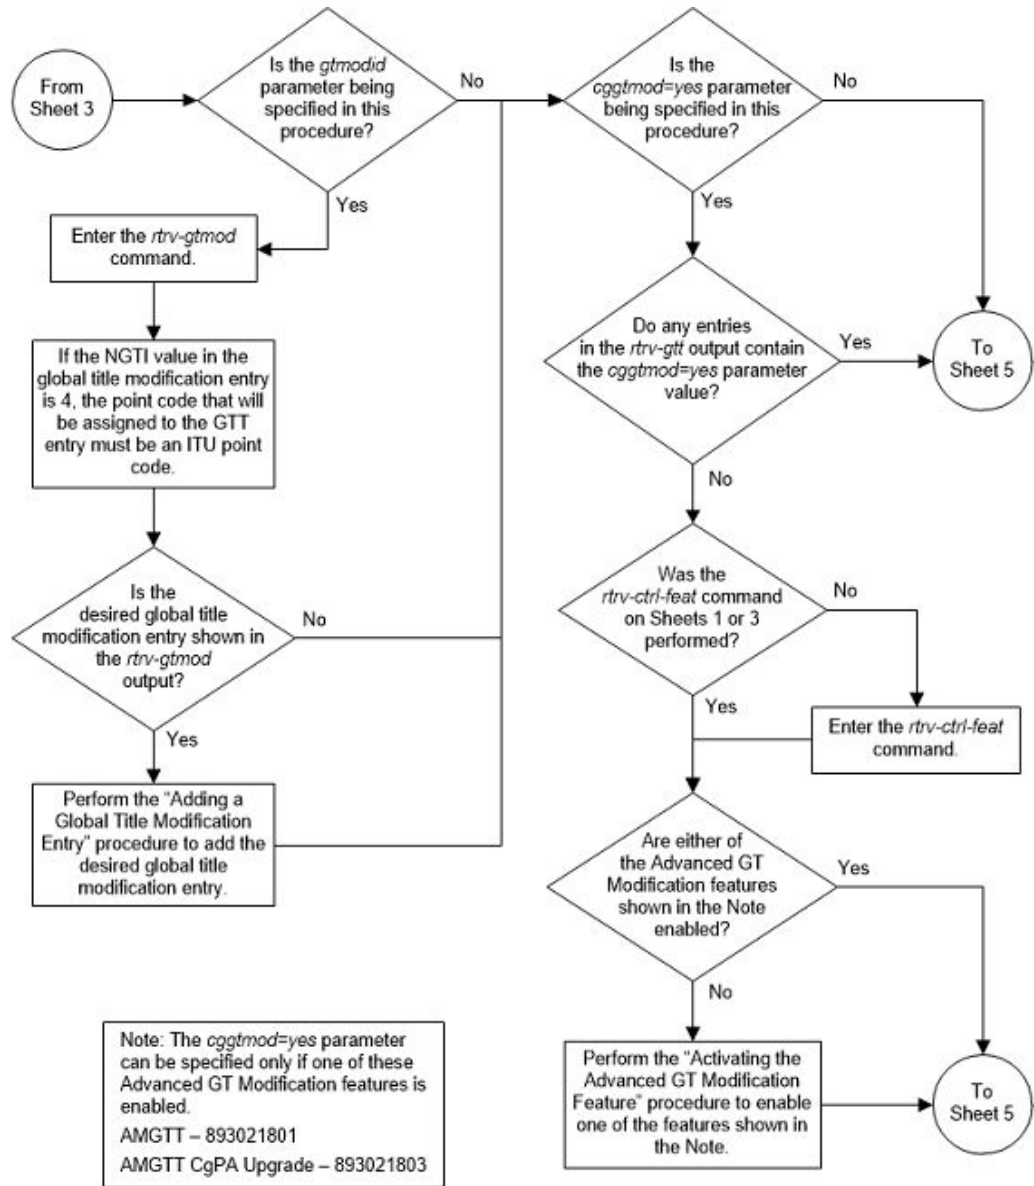 From
Sheet 3
Is the gtmodid
parameter being
specified in this
procedure?
No
Yes
Enter the rtrv-gtmod
command.
If the NGTI value in the
global title modification entry
is 4, the point code that will
be assigned to the GTT
entry must be an ITU point
code.
Is the
desired global title
modification entry shown in
the rtrv-gtmod
output?
No
Yes
Perform the “Adding a
Global Title Modification
Entry” procedure to add the
desired global title
modification entry.
Is the
cggtmod=yes parameter
being specified in this
procedure?
No
Yes
Do any entries
in the rtrv-gtt output contain
the cggtmod=yes parameter
value?
Yes
To
Sheet 5
No
Was the
rtrv-ctrl-feat command
on Sheets 1 or 3
performed?
No
Yes
Enter the rtrv-ctrl-feat
command.
Are either of
the Advanced GT
Modification features
shown in the Note
enabled?
Yes
No
Perform the “Activating the
Advanced GT Modification
Feature” procedure to enable
one of the features shown in
the Note.
To
Sheet 5
Note: The cggtmod=yes parameter
can be specified only if one of these
Advanced GT Modification features is
enabled.
AMGTT – 893021801
AMGTT CgPA Upgrade – 893021803